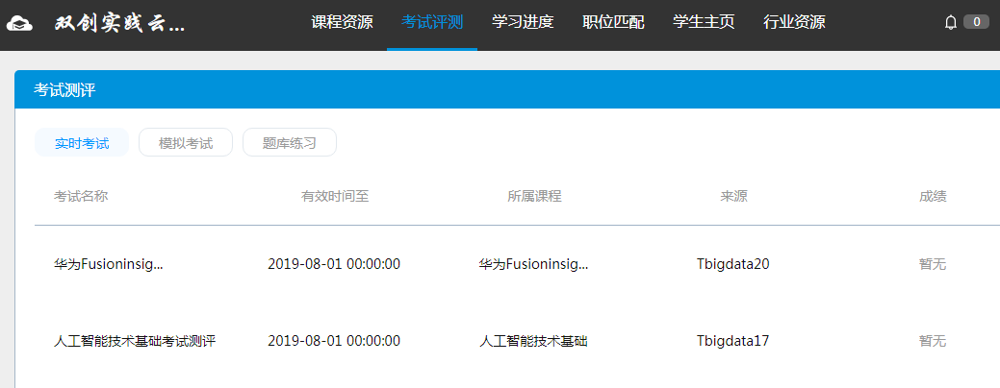 双创实践云... 课程资源 考试评测 学习进度 职位匹配 学生主页 行业资源 0
考试测评
实时考试 模拟考试 题库练习
考试名称 有效时间至 所属课程 来源 成绩
华为Fusioninsig... 2019-08-01 00:00:00 华为Fusioninsig... Tbigdata20 暂无
人工智能技术基础考试测评 2019-08-01 00:00:00 人工智能技术基础 Tbigdata17 暂无